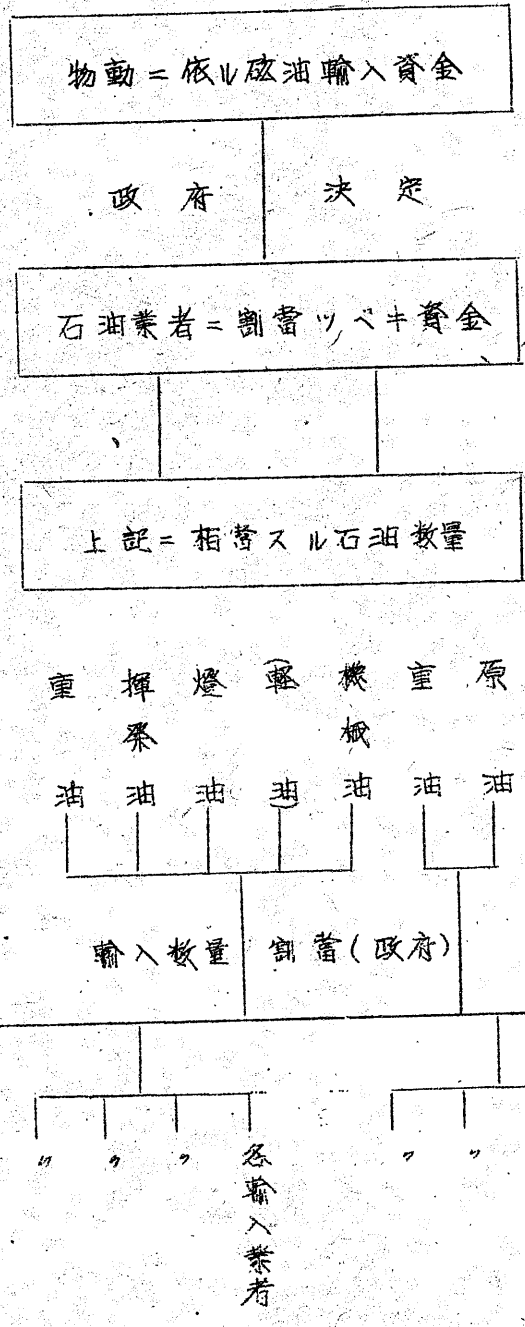 物動ニ依ル砿油輸入資金
政府決定
石油業者ニ割當ツベキ資金
上記ニ相當スル石油数量
重油
揮発油
燈油
(軽油)
機械油
重油
原油
輸入数量割當(政府)
〃 〃 〃 各輸入業者 〃 〃